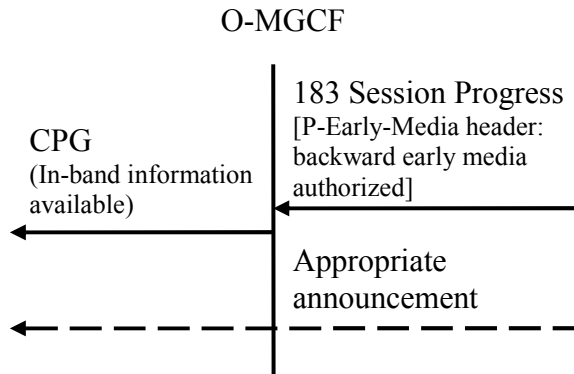 O-MGCF
183 Session Progress
[P-Early-Media header:
backward early media
authorized]
CPG
(In-band information
available)
Appropriate
announcement